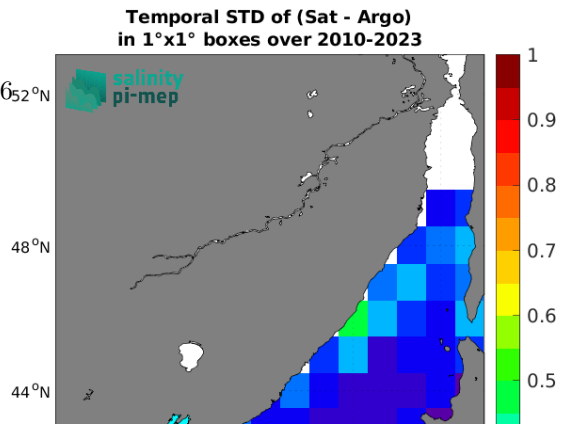 Temporal STD of (Sat - Argo)
in 1°x1° boxes over 2010-2023
salinity
pi-mep
6
52°N
48°N
44°N
1
0.9
0.8
0.7
0.6
0.5